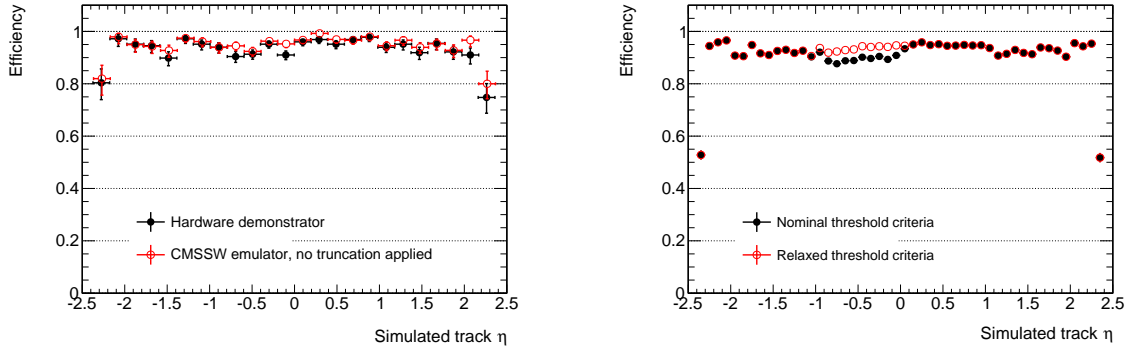 Efficiency
1
0.8
0.6
0.4
0.2
0
Hardware demonstrator
CMSSW emulator, no truncation applied
-2.5 -2 -1.5 -1 -0.5 0 0.5 1 1.5 2 2.5
Simulated track η
Efficiency
1
0.8
0.6
0.4
0.2
0
Nominal threshold criteria
Relaxed threshold criteria
-2.5 -2 -1.5 -1 -0.5 0 0.5 1 1.5 2 2.5
Simulated track η